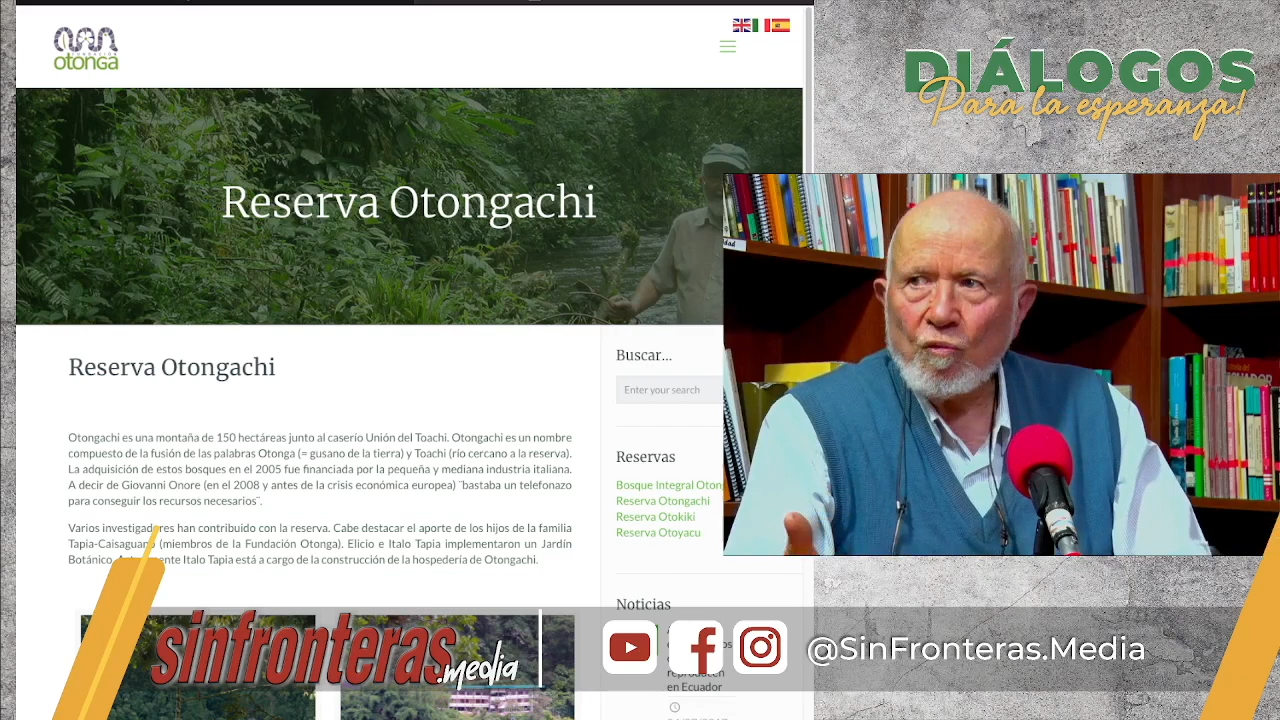 FUNDACIÓN
otonga
DIÁLOGOS
Para la esperanza
Reserva Otongachi
Reserva Otongachi
Otongachi es una montaña de 150 hectáreas junto al caserío Unión del Toachi. Otongachi es un nombre
compuesto de la fusión de las palabras Otonga (= gusano de la tierra) y Toachi (río cercano a la reserva).
La adquisición de estos bosques en el 2005 fue financiada por la pequeña y mediana industria italiana.
A decir de Giovanni Onore (en el 2008 y antes de la crisis económica europea) ¨bastaba un telefonazo
para conseguir los recursos necesarios¨.
Varios investigadores han contribuido con la reserva. Cabe destacar el aporte de los hijos de la familia
Tapia-Caisaguano (miembros de la Fundación Otonga). Elicio e Italo Tapia implementaron un Jardín
Botánico. Italo Tapia está a cargo de la construcción de la hospedería de Otongachi.
Buscar...
Enter your search
Reservas
Bosque Integral Oton
Reserva Otongachi
Reserva Otokiki
Reserva Otoyacu
Noticias
reproducen
en Ecuador
sinfronteras
.media
@SinFronteras.Media